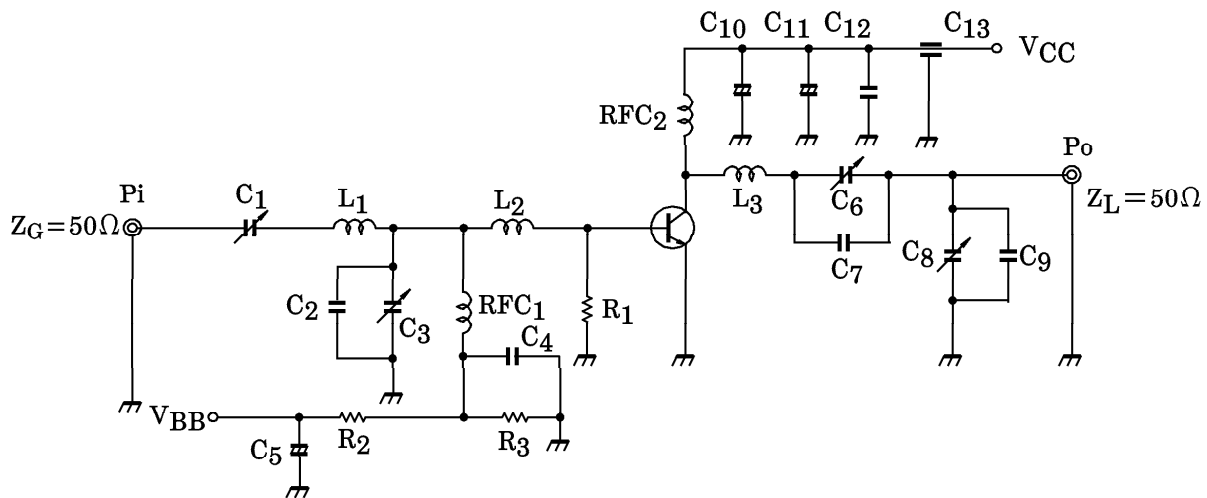 C10 C11 C12 C13
VCC
RFC2
Po
Pi
C1
L1
L2
L3
C6
ZL=50Ω
ZG=50Ω
C7
C8
C9
C2
C3
RFC1
R1
C4
VBB
C5
R2
R3